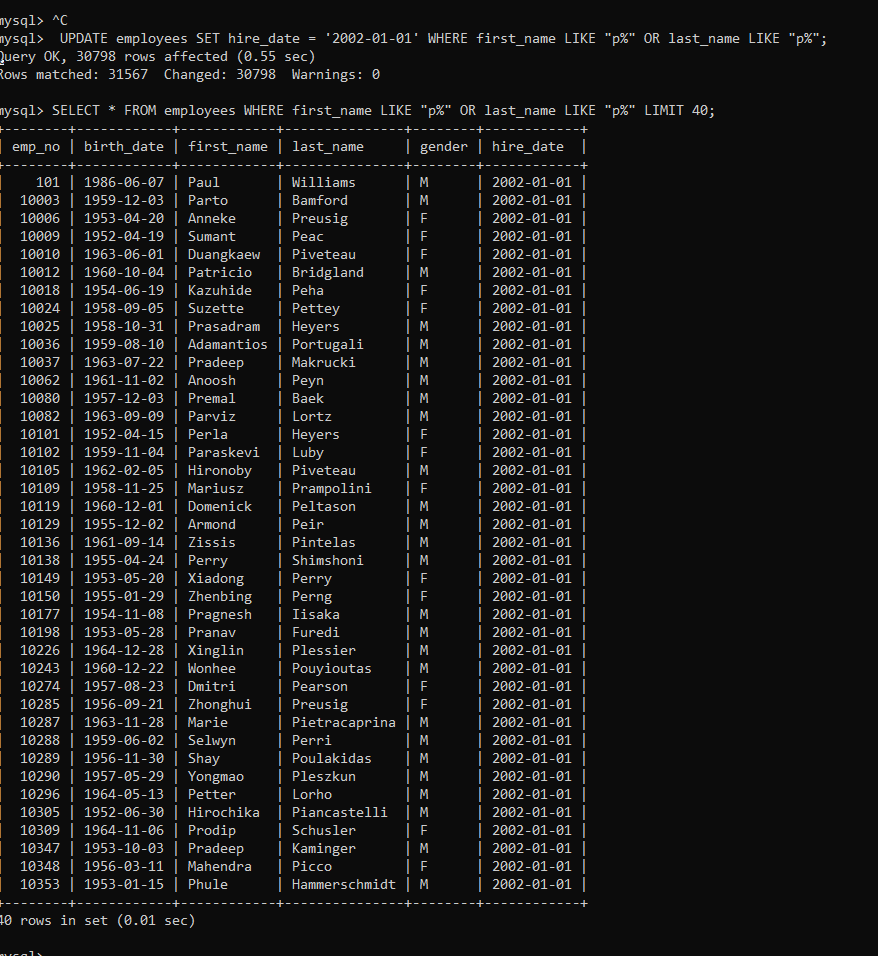 mysql> ^C
mysql>  UPDATE employees SET hire_date = '2002-01-01' WHERE first_name LIKE "p%" OR last_name LIKE "p%";
Query OK, 30798 rows affected (0.55 sec)
Rows matched: 31567  Changed: 30798  Warnings: 0
mysql> SELECT * FROM employees WHERE first_name LIKE "p%" OR last_name LIKE "p%" LIMIT 40;
+--------+------------+------------+---------------+--------+------------+
| emp_no | birth_date | first_name | last_name     | gender | hire_date  |
+--------+------------+------------+---------------+--------+------------+
|    101 | 1986-06-07 | Paul       | Williams      | M      | 2002-01-01 |
|  10003 | 1959-12-03 | Parto      | Bamford       | M      | 2002-01-01 |
|  10006 | 1953-04-20 | Anneke     | Preusig       | F      | 2002-01-01 |
|  10009 | 1952-04-19 | Sumant     | Peac          | F      | 2002-01-01 |
|  10010 | 1963-06-01 | Duangkaew  | Piveteau      | F      | 2002-01-01 |
|  10012 | 1960-10-04 | Patricio   | Bridgland     | M      | 2002-01-01 |
|  10018 | 1954-06-19 | Kazuhide   | Peha          | F      | 2002-01-01 |
|  10024 | 1958-09-05 | Suzette    | Pettey        | F      | 2002-01-01 |
|  10025 | 1958-10-31 | Prasadram  | Heyers        | M      | 2002-01-01 |
|  10036 | 1959-08-10 | Adamantios | Portugali     | M      | 2002-01-01 |
|  10037 | 1963-07-22 | Pradeep    | Makrucki      | M      | 2002-01-01 |
|  10062 | 1961-11-02 | Anoosh     | Peyn          | M      | 2002-01-01 |
|  10080 | 1957-12-03 | Premal     | Baek          | M      | 2002-01-01 |
|  10082 | 1963-09-09 | Parviz     | Lortz         | M      | 2002-01-01 |
|  10101 | 1952-04-15 | Perla      | Heyers        | F      | 2002-01-01 |
|  10102 | 1959-11-04 | Paraskevi  | Luby          | F      | 2002-01-01 |
|  10105 | 1962-02-05 | Hironoby   | Piveteau      | M      | 2002-01-01 |
|  10109 | 1958-11-25 | Mariusz    | Prampolini    | F      | 2002-01-01 |
|  10119 | 1960-12-01 | Domenick   | Peltason      | M      | 2002-01-01 |
|  10129 | 1955-12-02 | Armond     | Peir          | M      | 2002-01-01 |
|  10136 | 1961-09-14 | Zissis     | Pintelas      | M      | 2002-01-01 |
|  10138 | 1955-04-24 | Perry      | Shimshoni     | M      | 2002-01-01 |
|  10149 | 1953-05-20 | Xiadong    | Perry         | F      | 2002-01-01 |
|  10150 | 1955-01-29 | Zhenbing   | Perng         | F      | 2002-01-01 |
|  10177 | 1954-11-08 | Pragnesh   | Iisaka        | M      | 2002-01-01 |
|  10198 | 1953-05-28 | Pranav     | Furedi        | M      | 2002-01-01 |
|  10226 | 1964-12-28 | Xinglin    | Plessier      | M      | 2002-01-01 |
|  10243 | 1960-12-22 | Wonhee     | Pouyioutas    | M      | 2002-01-01 |
|  10274 | 1957-08-23 | Dmitri     | Pearson       | F      | 2002-01-01 |
|  10285 | 1956-09-21 | Zhonghui   | Preusig       | F      | 2002-01-01 |
|  10287 | 1963-11-28 | Marie      | Pietracaprina | M      | 2002-01-01 |
|  10288 | 1959-06-02 | Selwyn     | Perri         | M      | 2002-01-01 |
|  10289 | 1956-11-30 | Shay       | Poulakidas    | M      | 2002-01-01 |
|  10290 | 1957-05-29 | Yongmao    | Pleszkun      | M      | 2002-01-01 |
|  10296 | 1964-05-13 | Petter     | Lorho         | M      | 2002-01-01 |
|  10305 | 1952-06-30 | Hirochika  | Piancastelli  | M      | 2002-01-01 |
|  10309 | 1964-11-06 | Prodip     | Schusler      | F      | 2002-01-01 |
|  10347 | 1953-10-03 | Pradeep    | Kaminger      | M      | 2002-01-01 |
|  10348 | 1956-03-11 | Mahendra   | Picco         | F      | 2002-01-01 |
|  10353 | 1953-01-15 | Phule      | Hammerschmidt | M      | 2002-01-01 |
+--------+------------+------------+---------------+--------+------------+
40 rows in set (0.01 sec)
mysql>